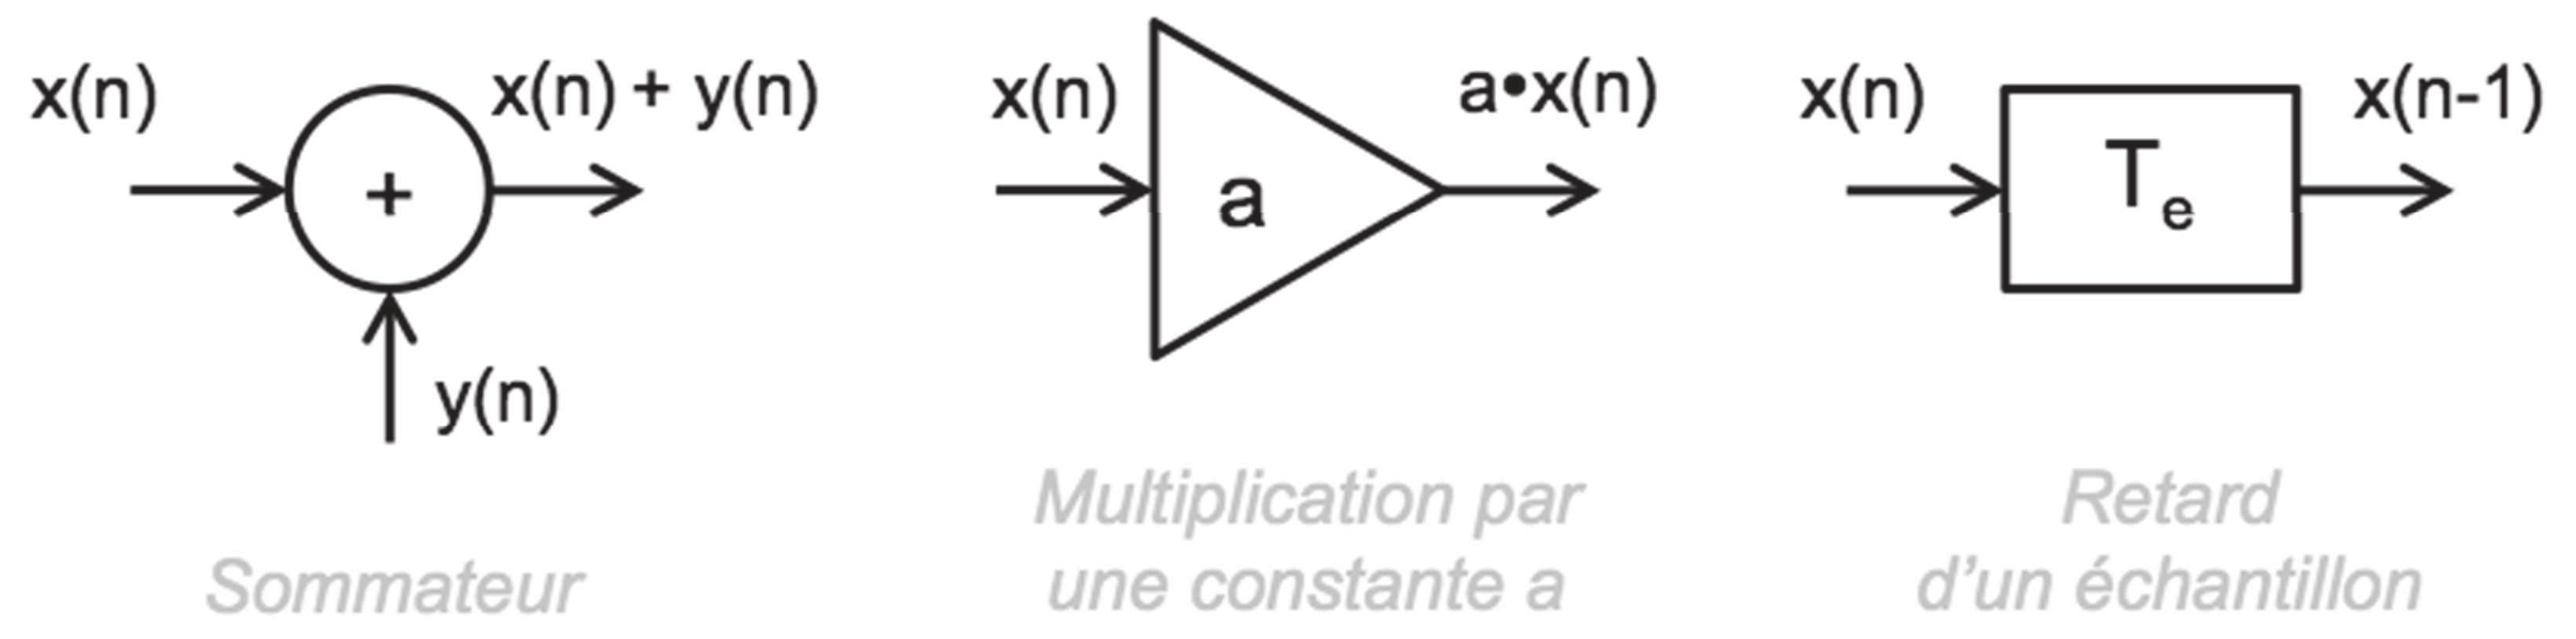 x(n)
x(n) + y(n)
+
y(n)
Sommateur
x(n)
a•x(n)
a
Multiplication par
une constante a
x(n)
x(n-1)
Te
Retard
d’un échantillon